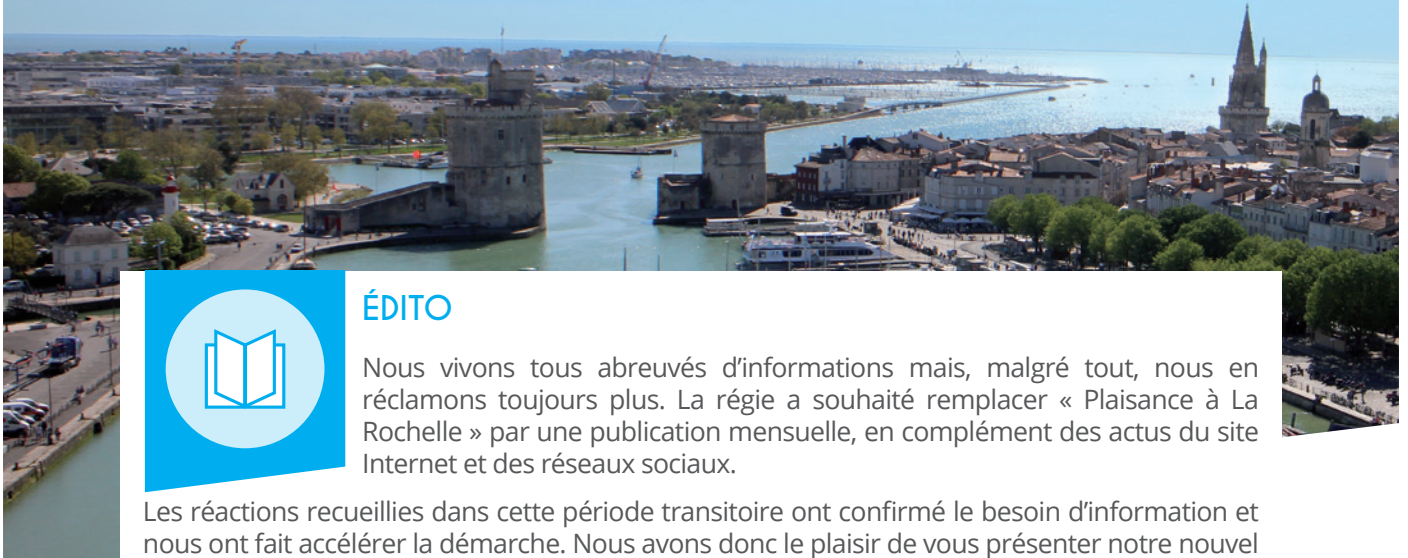 ÉDITO
Nous vivons tous abreuvés d’informations mais, malgré tout, nous en
réclamons toujours plus. La régie a souhaité remplacer « Plaisance à La
Rochelle » par une publication mensuelle, en complément des actus du site
Internet et des réseaux sociaux.
Les réactions recueillies dans cette période transitoire ont confirmé le besoin d’information et
nous ont fait accélérer la démarche. Nous avons donc le plaisir de vous présenter notre nouvel